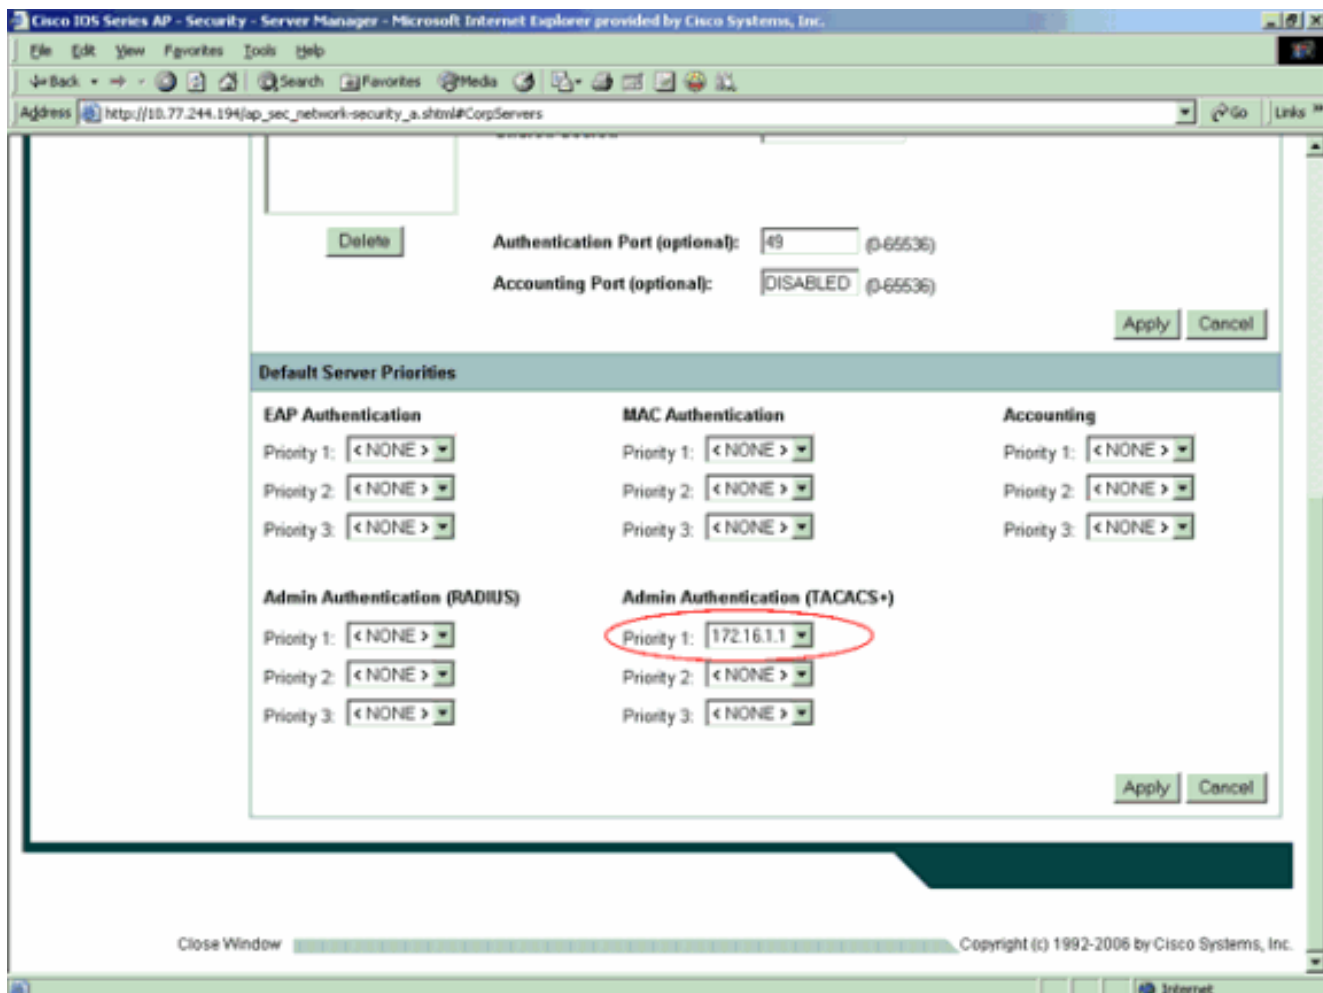 Cisco IOS Series AP - Security - Server Manager - Microsoft Internet Explorer provided by Cisco Systems, Inc.
File Edit View Favorites Tools Help
Back Search Favorites Media
Address http://10.77.244.194/ap_sec_network-security_a.shtml#CorpServers Go Links »
Delete Authentication Port (optional): 49 (0-65536)
Accounting Port (optional): DISABLED (0-65536)
Apply Cancel
Default Server Priorities
EAP Authentication MAC Authentication Accounting
Priority 1: < NONE > Priority 1: < NONE > Priority 1: < NONE >
Priority 2: < NONE > Priority 2: < NONE > Priority 2: < NONE >
Priority 3: < NONE > Priority 3: < NONE > Priority 3: < NONE >
Admin Authentication (RADIUS) Admin Authentication (TACACS+)
Priority 1: < NONE > Priority 1: 172.16.1.1
Priority 2: < NONE > Priority 2: < NONE >
Priority 3: < NONE > Priority 3: < NONE >
Apply Cancel
Close Window Copyright (c) 1992-2006 by Cisco Systems, Inc.
Internet